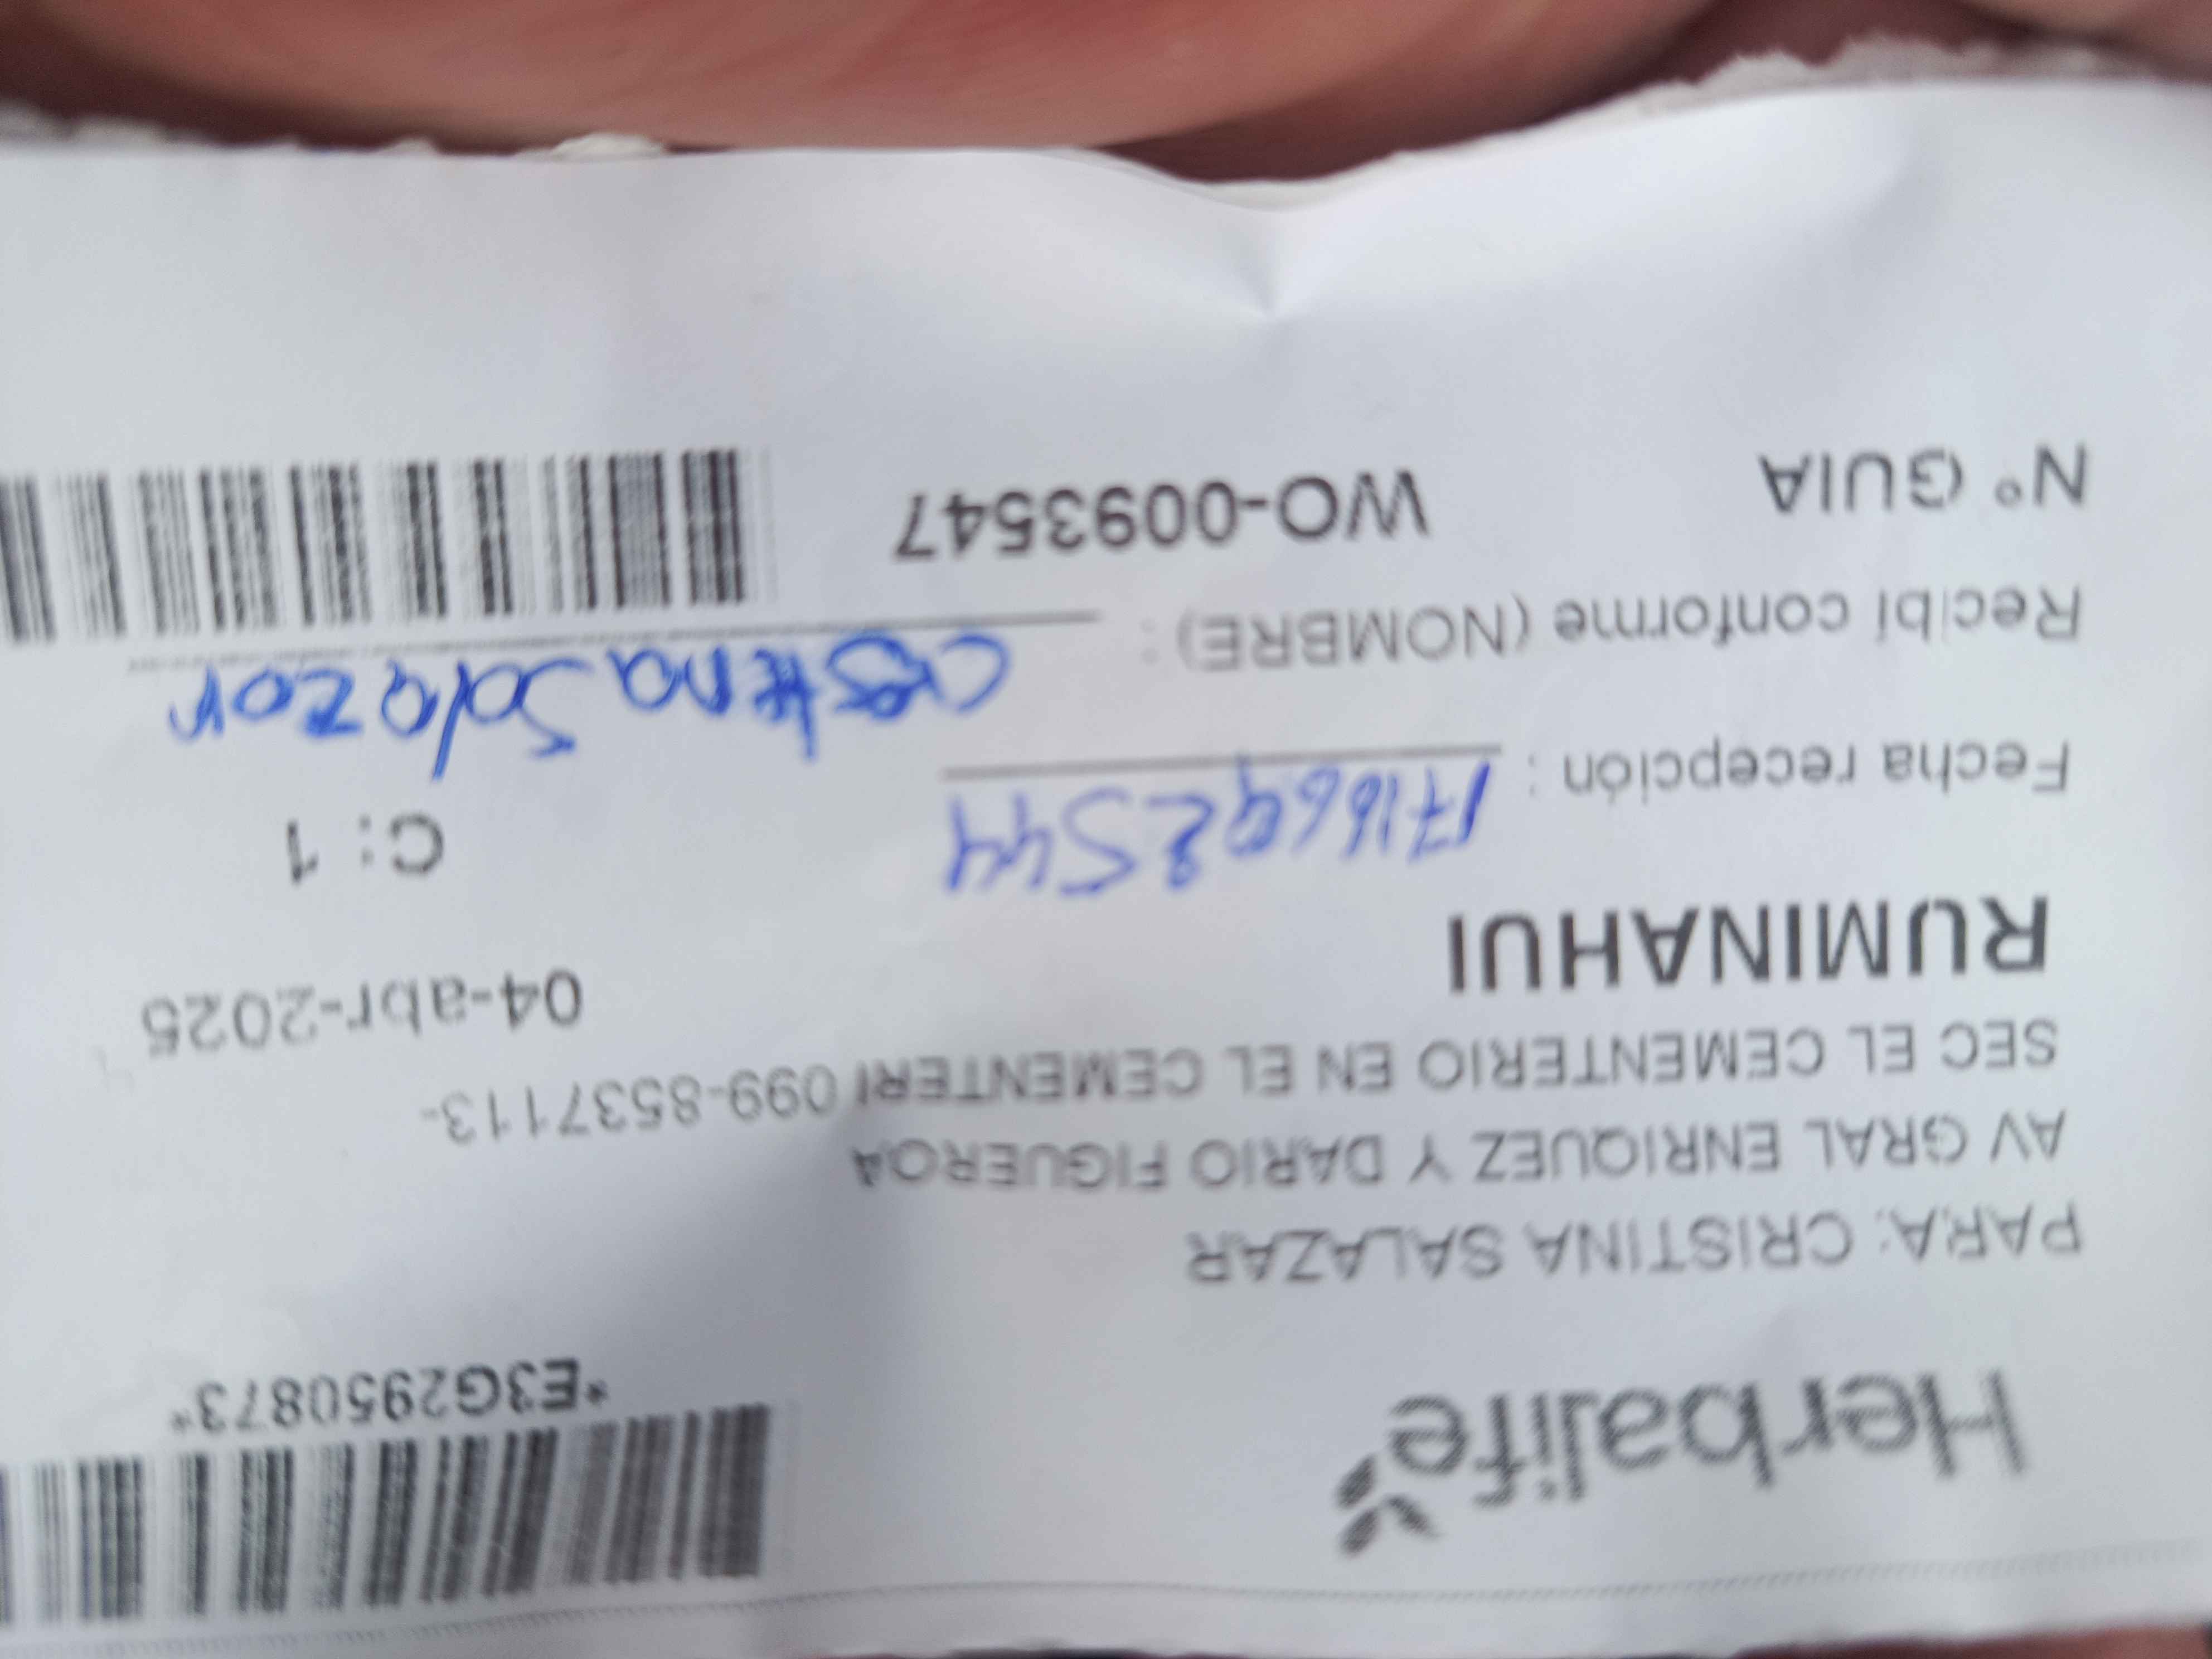 Herbalife
*E3G2950873*
PARA: CRISTINA SALAZAR
AV GRAL ENRIQUEZ Y DARIO FIGUEROA
SEC EL CEMENTERIO EN EL CEMENTERI 099-8537113-
RUMINAHUI 04-abr-2025
Fecha recepción : 1716692544 C: 1
Recibí conforme (NOMBRE) : Cristina Salazar
N° GUIA WO-0093547